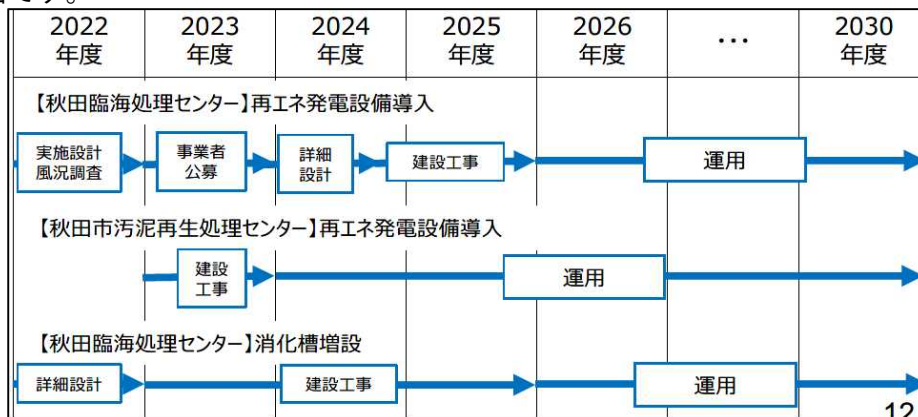 です。
2022 2023 2024 2025 2026 … 2030
年度 年度 年度 年度 年度 年度
【秋田臨海処理センター】再エネ発電設備導入
実施設計 事業者 詳細 建設工事 運用
風況調査 公募 設計
【秋田市汚泥再生処理センター】再エネ発電設備導入
建設 運用
工事
【秋田臨海処理センター】消化槽増設
詳細設計 建設工事 運用
12